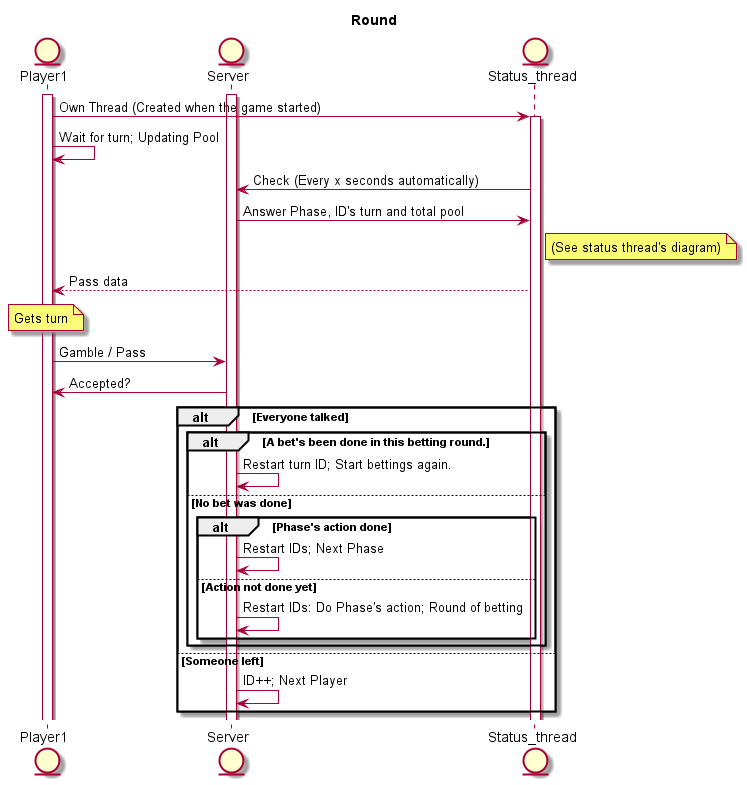 Round
Player1
Server
Status_thread
Own Thread (Created when the game started)
Wait for turn; Updating Pool
Check (Every x seconds automatically)
Answer Phase, ID's turn and total pool
(See status thread's diagram)
Pass data
Gets turn
Gamble / Pass
Accepted?
alt [Everyone talked]
alt [A bet's been done in this betting round.]
Restart turn ID; Start bettings again.
[No bet was done]
alt [Phase's action done]
Restart IDs; Next Phase
[Action not done yet]
Restart IDs: Do Phase's action; Round of betting
[Someone left]
ID++; Next Player
Player1
Server
Status_thread